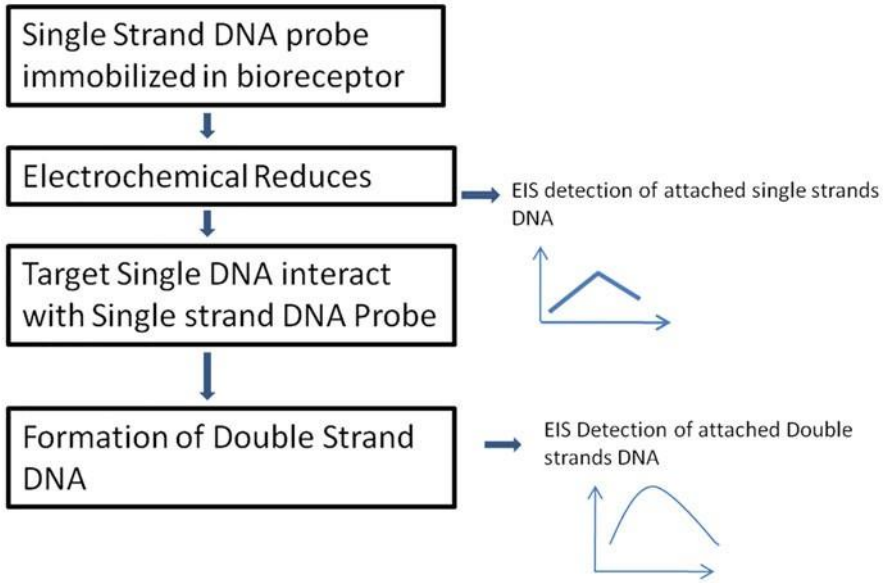 Single Strand DNA probe
immobilized in bioreceptor
Electrochemical Reduces
EIS detection of attached single strands
DNA
Target Single DNA interact
with Single strand DNA Probe
Formation of Double Strand
DNA
EIS Detection of attached Double
strands DNA